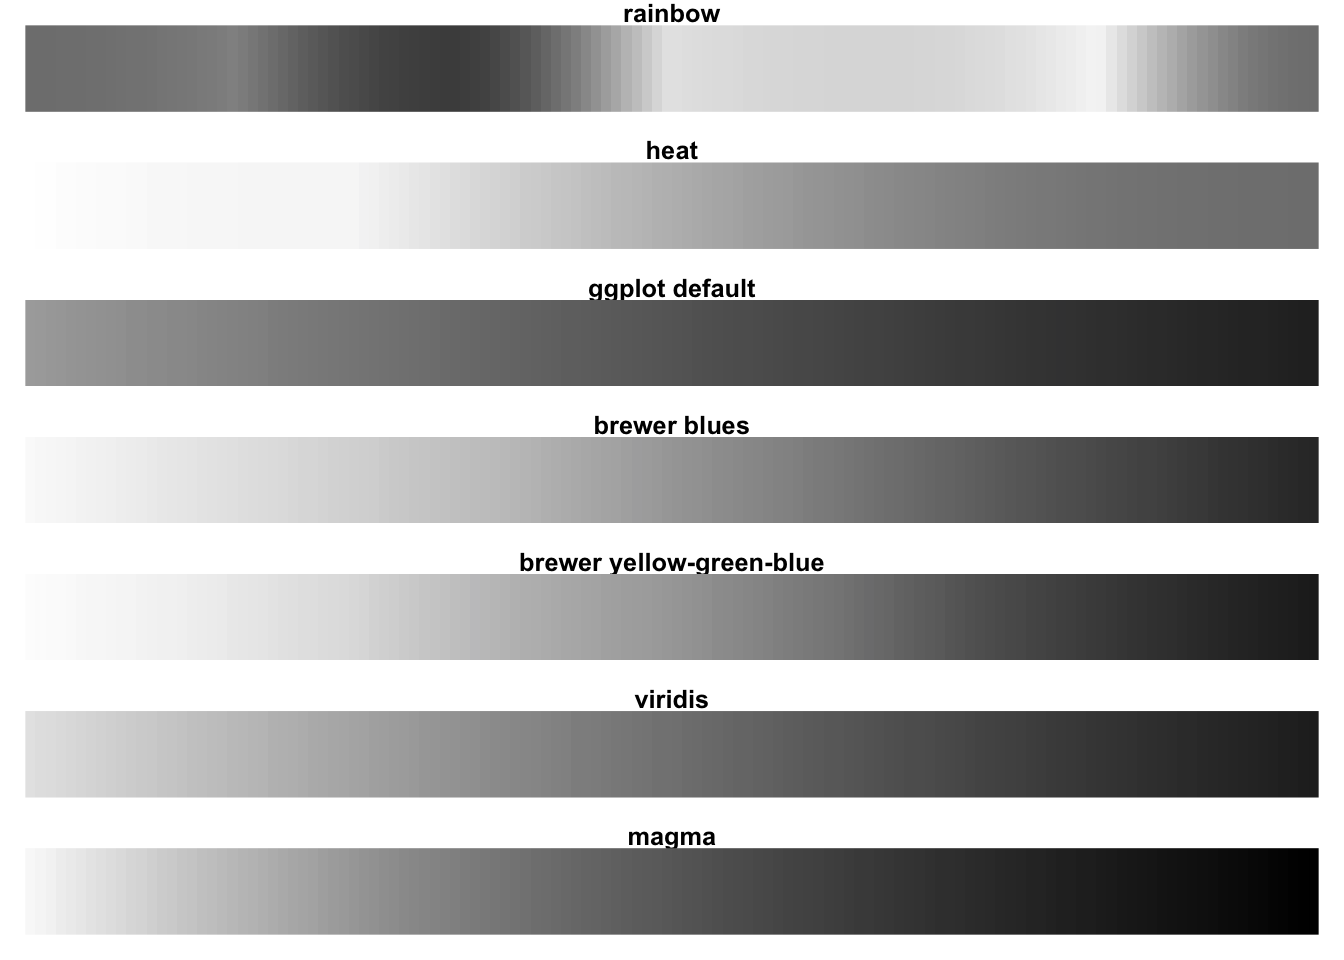 rainbow
heat
ggplot default
brewer blues
brewer yellow-green-blue
viridis
magma